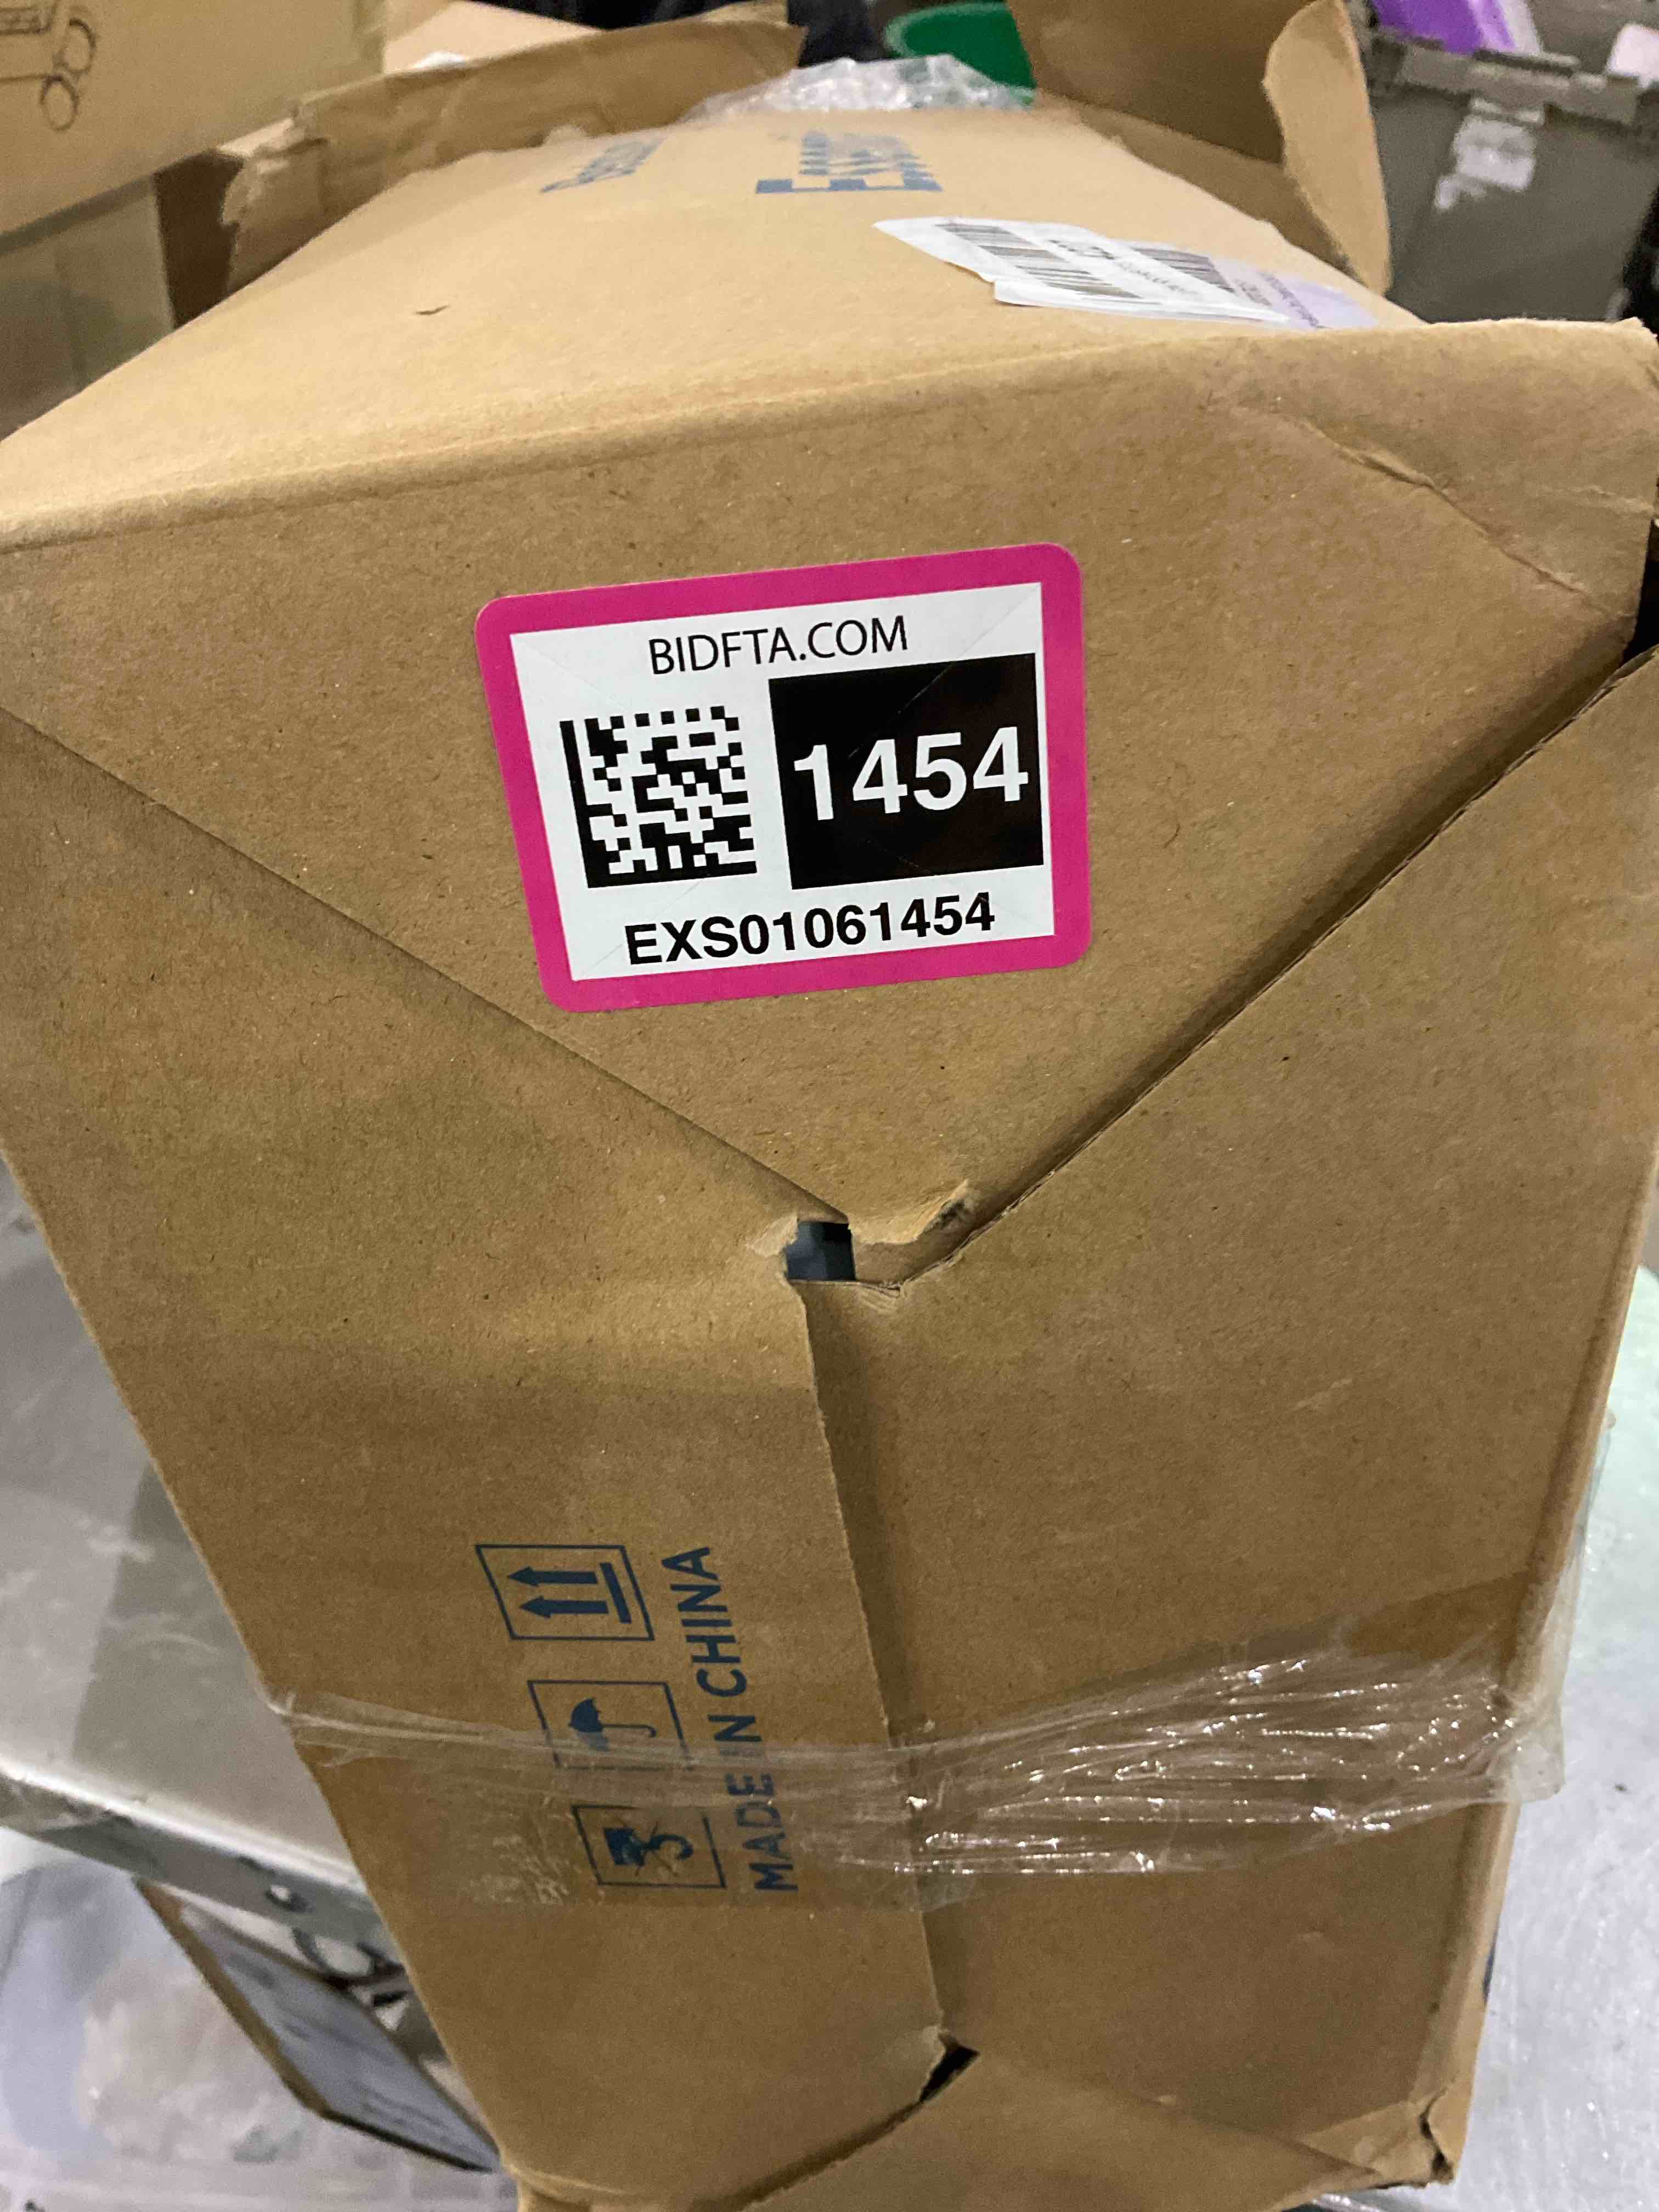 BIDFTA.COM
1454
EXS01061454
MADE IN CHINA